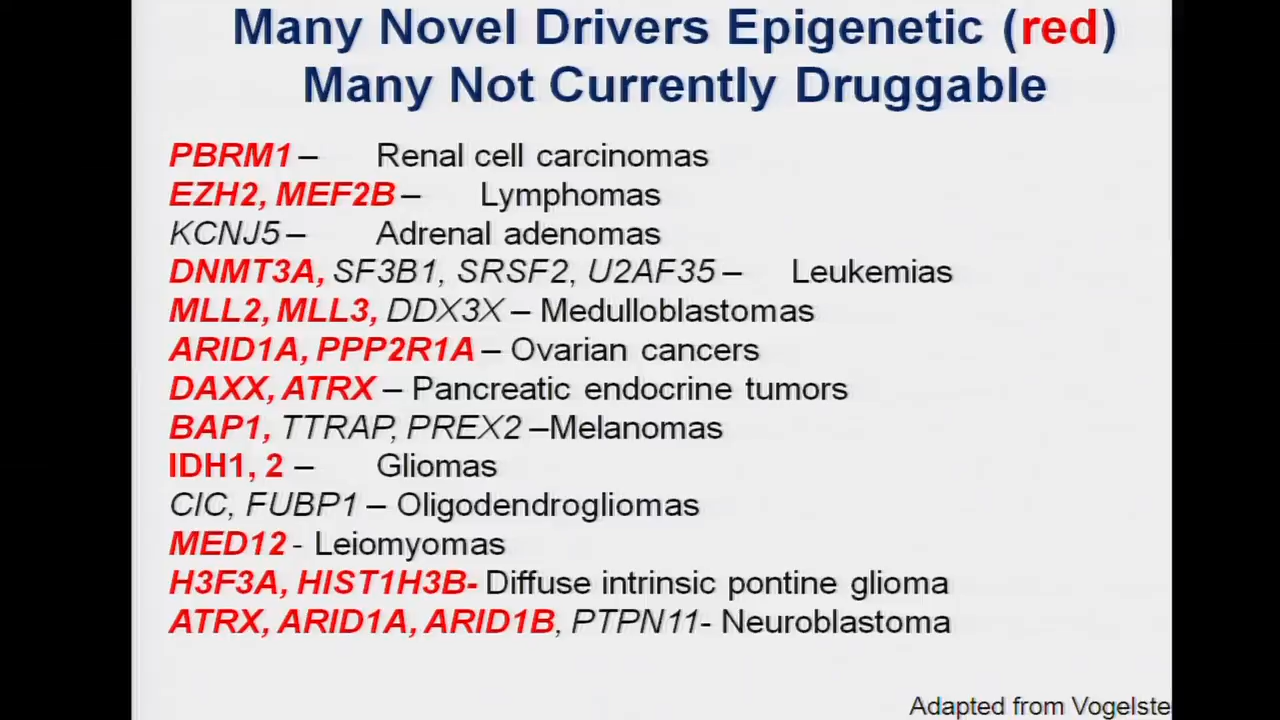 Many Novel Drivers Epigenetic (red)
Many Not Currently Druggable
PBRM1 – Renal cell carcinomas
EZH2, MEF2B – Lymphomas
KCNJ5 – Adrenal adenomas
DNMT3A, SF3B1, SRSF2, U2AF35 – Leukemias
MLL2, MLL3, DDX3X – Medulloblastomas
ARID1A, PPP2R1A – Ovarian cancers
DAXX, ATRX – Pancreatic endocrine tumors
BAP1, TTRAP, PREX2 –Melanomas
IDH1, 2 – Gliomas
CIC, FUBP1 – Oligodendrogliomas
MED12 - Leiomyomas
H3F3A, HIST1H3B- Diffuse intrinsic pontine glioma
ATRX, ARID1A, ARID1B, PTPN11- Neuroblastoma
Adapted from Vogelste